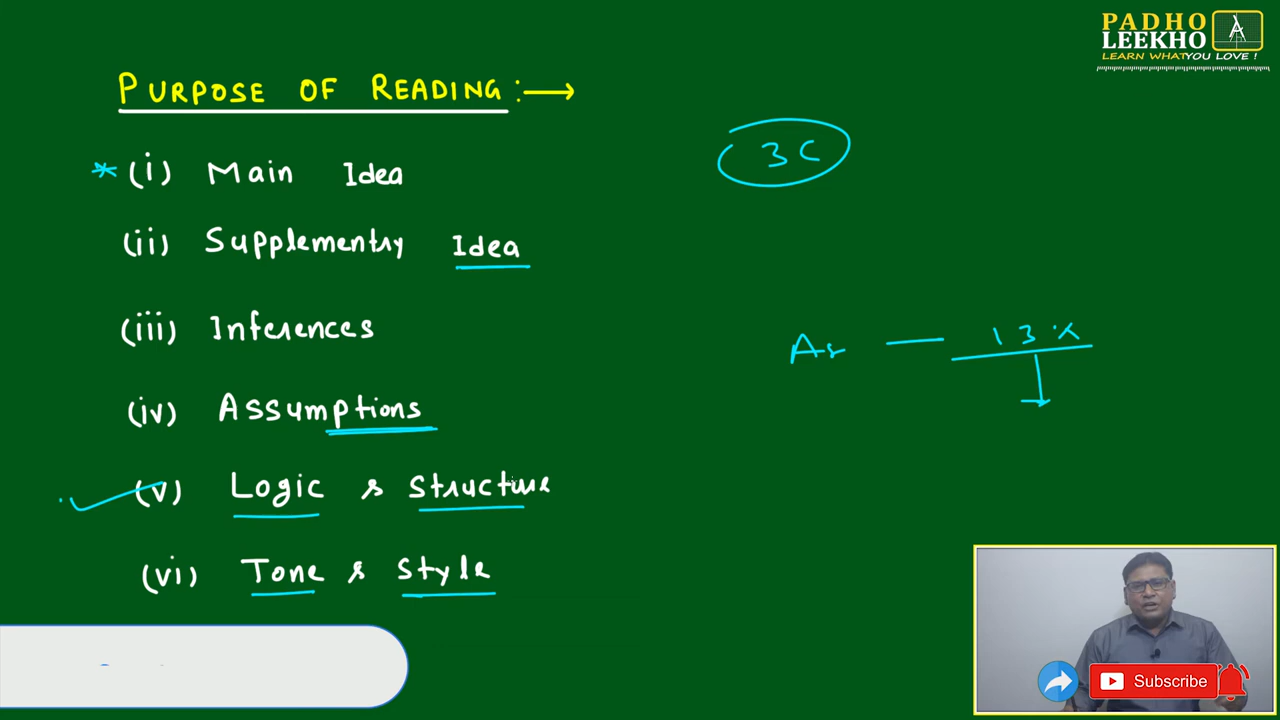 PADHO
LEEKHO
LEARN WHAT YOU LOVE !
PURPOSE OF READING :→
* (i) Main Idea
3C
(ii) Supplementry Idea
(iii) Inferences
As — 13%
(iv) Assumptions
(v) Logic & Structure
(vi) Tone & Style
Subscribe